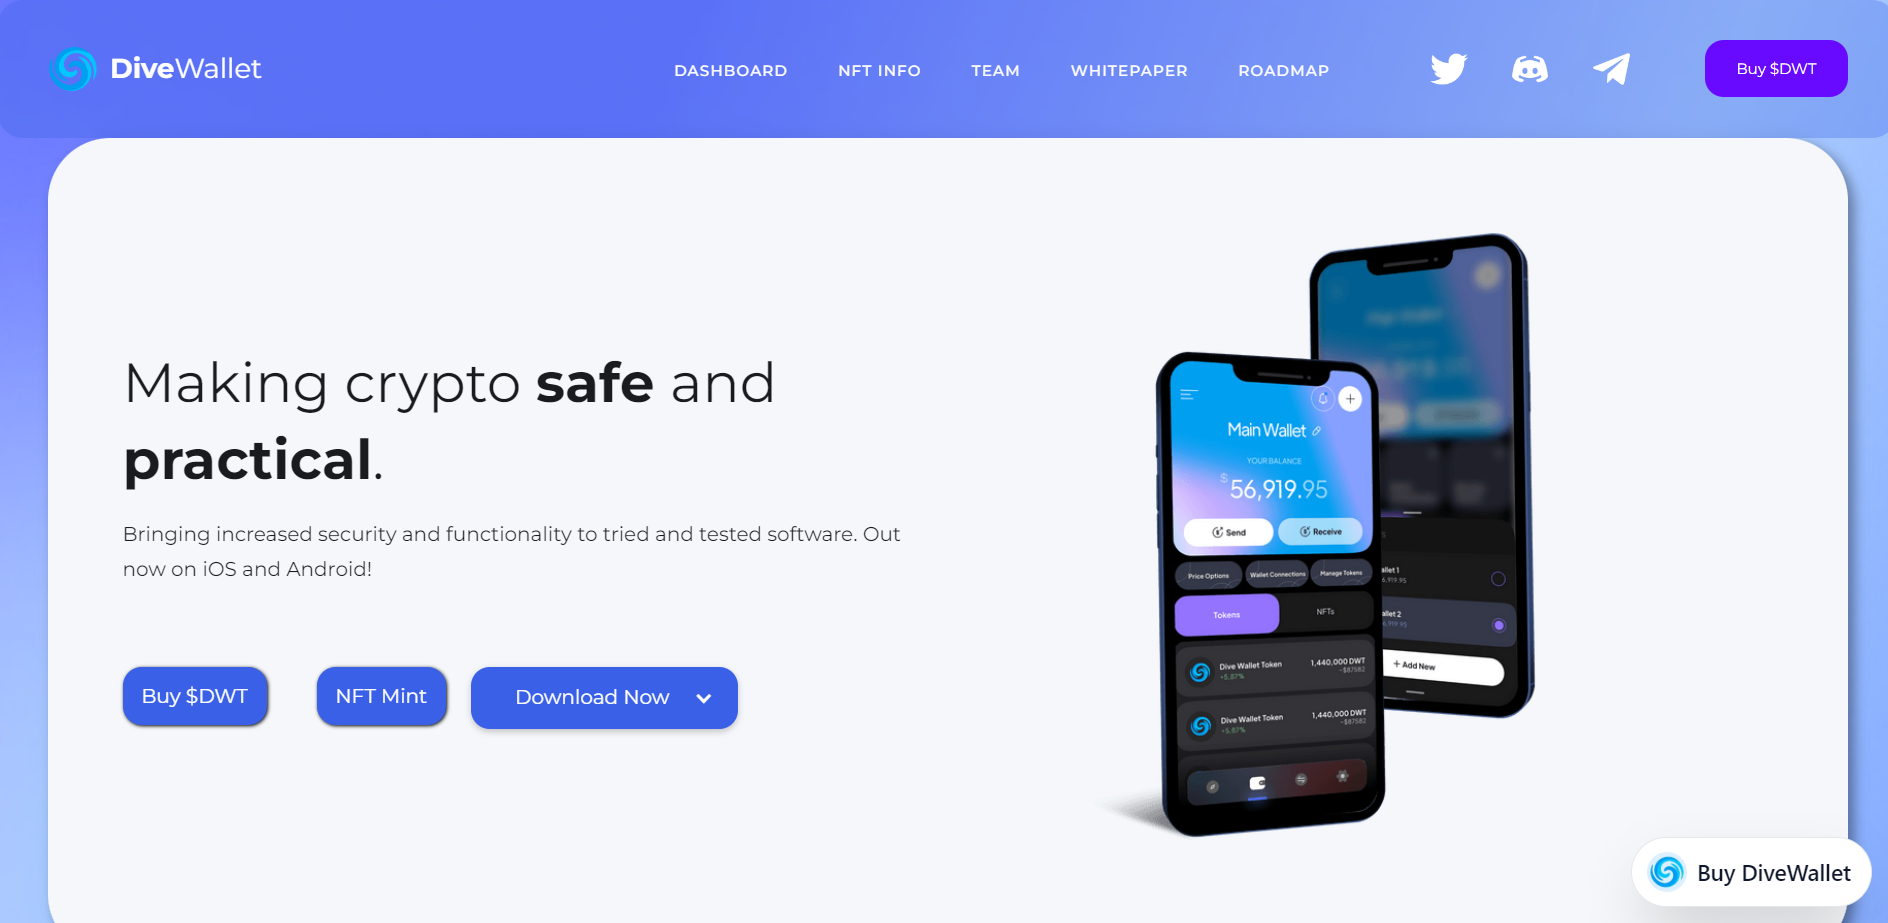 DiveWallet
DASHBOARD
NFT INFO
TEAM
WHITEPAPER
ROADMAP
Buy $DWT
Making crypto safe and
practical.
Bringing increased security and functionality to tried and tested software. Out
now on iOS and Android!
Buy $DWT
NFT Mint
Download Now
Main Wallet
YOUR BALANCE
$56,919.95
Send
Receive
Price Options
Wallet Connections
Manage Tokens
Tokens
NFTs
Dive Wallet Token
1,440,000 DWT
+5,87%
~$87582
Dive Wallet Token
1,440,000 DWT
+5,87%
~$87582
allet 1
6,919.95
allet 2
6,919.95
+ Add New
Buy DiveWallet